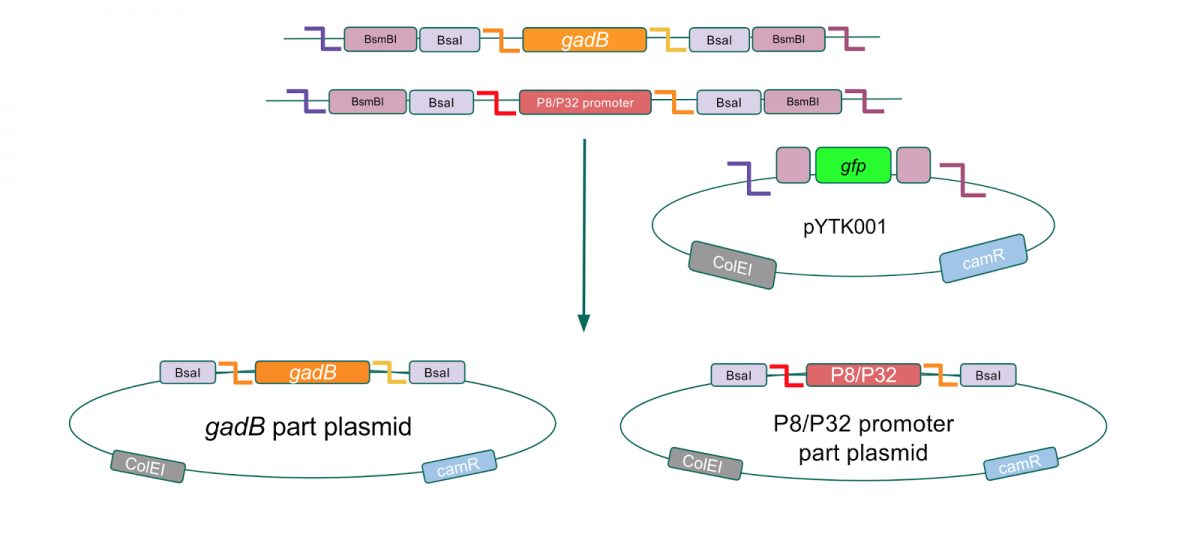 BsmBI BsaI gadB BsaI BsmBI
BsmBI BsaI P8/P32 promoter BsaI BsmBI
gfp
pYTK001
ColEI camR
BsaI gadB BsaI
gadB part plasmid
ColEI camR
BsaI P8/P32 BsaI
P8/P32 promoter
part plasmid
ColEI camR